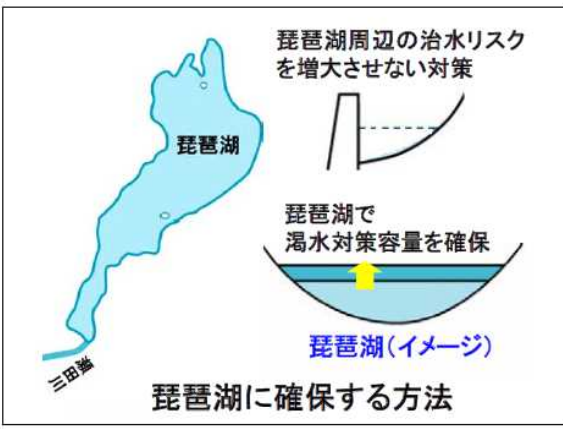 琵琶湖周辺の治水リスク
を増大させない対策
琵琶湖
琵琶湖で
渇水対策容量を確保
琵琶湖(イメージ)
瀬田川
琵琶湖に確保する方法